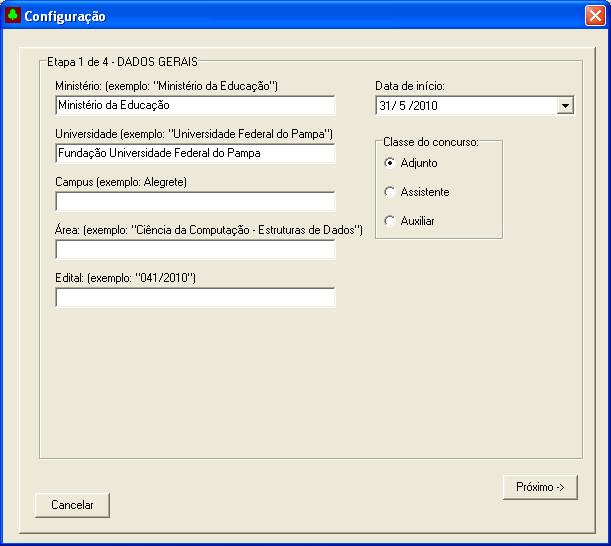 Configuração
Etapa 1 de 4 - DADOS GERAIS
Ministério: (exemplo: "Ministério da Educação")
Ministério da Educação
Universidade (exemplo: "Universidade Federal do Pampa")
Fundação Universidade Federal do Pampa
Campus (exemplo: Alegrete)
Área: (exemplo: "Ciência da Computação - Estruturas de Dados")
Edital: (exemplo: "041/2010")
Data de início:
31/ 5 /2010
Classe do concurso:
Adjunto
Assistente
Auxiliar
Cancelar
Próximo ->